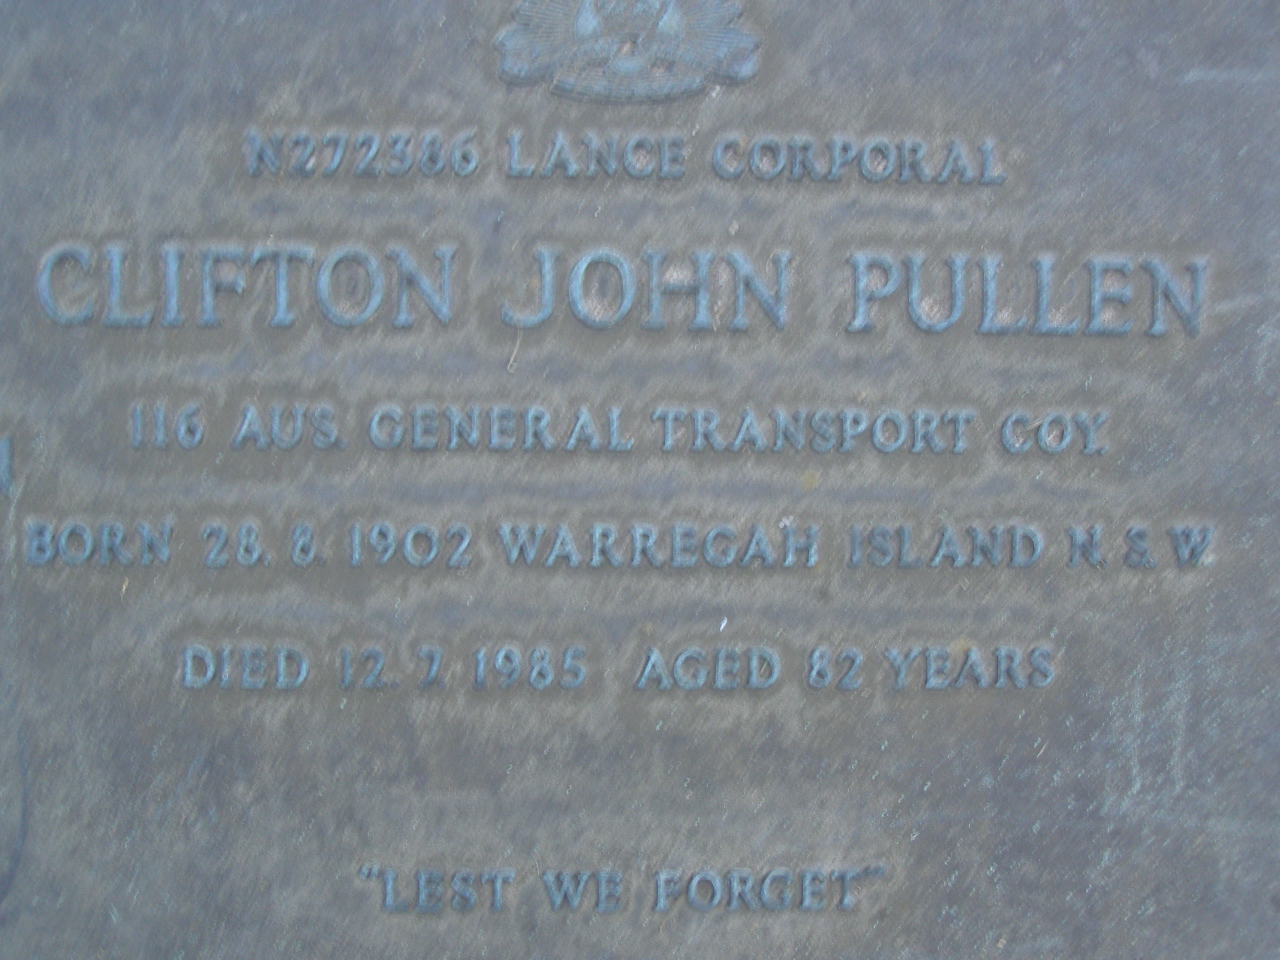 N272386 LANCE CORPORAL
CLIFTON JOHN PULLEN
116 AUS. GENERAL TRANSPORT COY.
BORN 28. 8. 1902 WARREGAH ISLAND N.S.W
DIED 12. 7. 1985 AGED 82 YEARS
"LEST WE FORGET"